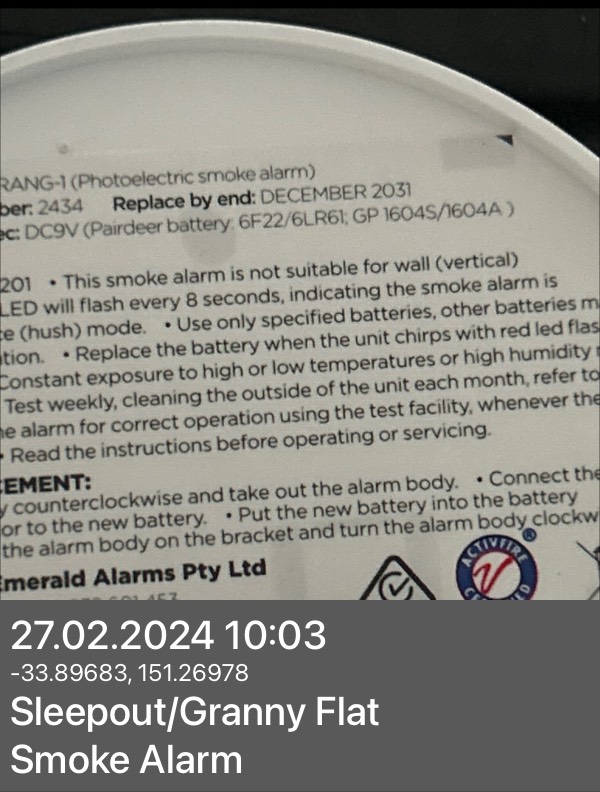 RANG-1 (Photoelectric smoke alarm)
ber: 2434 Replace by end: DECEMBER 2031
ec: DC9V (Pairdeer battery: 6F22/6LR61; GP 1604S/1604A )
201 • This smoke alarm is not suitable for wall (vertical)
LED will flash every 8 seconds, indicating the smoke alarm is
ce (hush) mode. • Use only specified batteries, other batteries m
ation. • Replace the battery when the unit chirps with red led flas
Constant exposure to high or low temperatures or high humidity
Test weekly, cleaning the outside of the unit each month, refer to
he alarm for correct operation using the test facility, whenever the
• Read the instructions before operating or servicing.
CEMENT:
y counterclockwise and take out the alarm body. • Connect the
or to the new battery. • Put the new battery into the battery
the alarm body on the bracket and turn the alarm body clockw
Emerald Alarms Pty Ltd
ACTIVFIRE ®
27.02.2024 10:03
-33.89683, 151.26978
Sleepout/Granny Flat
Smoke Alarm